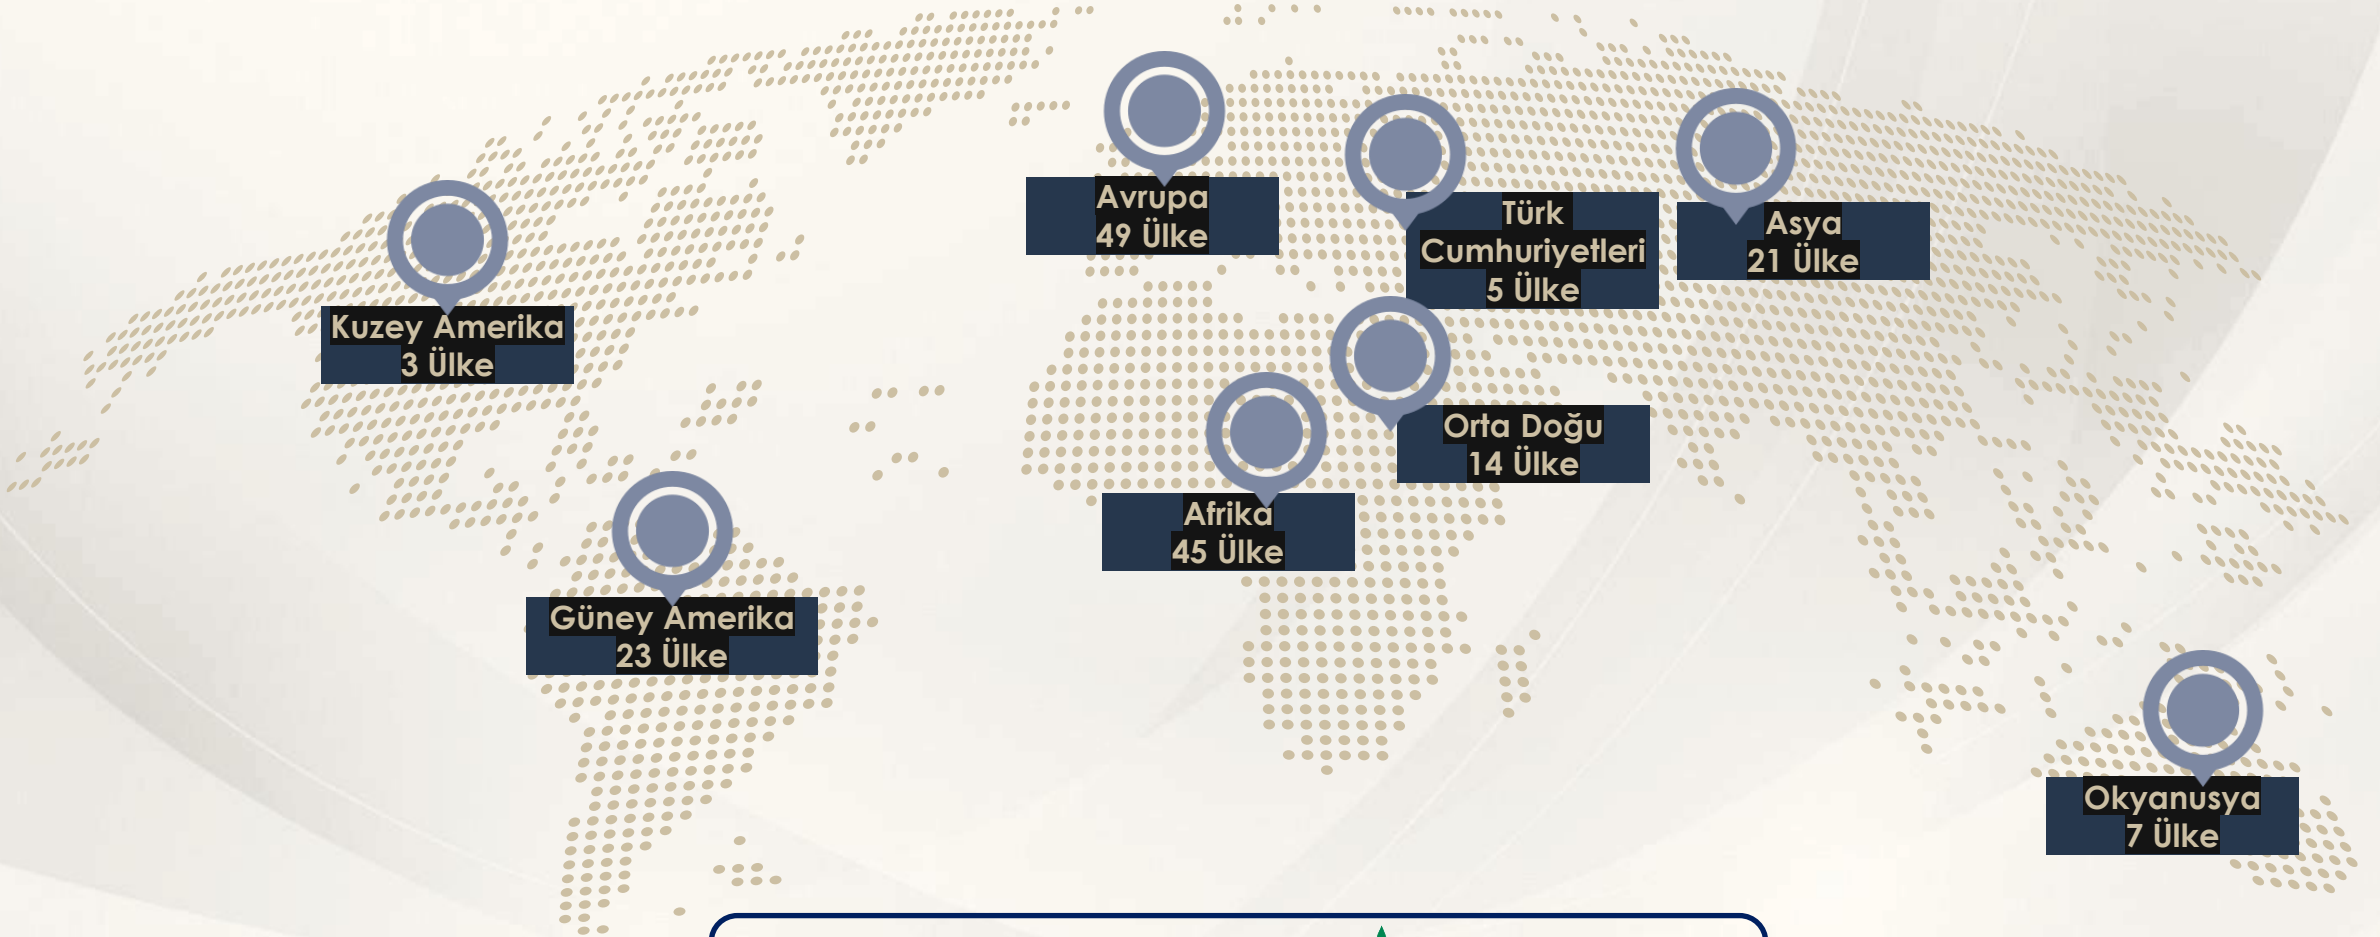 Avrupa
49 Ülke
Türk
Cumhuriyetleri
5 Ülke
Asya
21 Ülke
Kuzey Amerika
3 Ülke
Orta Doğu
14 Ülke
Afrika
45 Ülke
Güney Amerika
23 Ülke
Okyanusya
7 Ülke